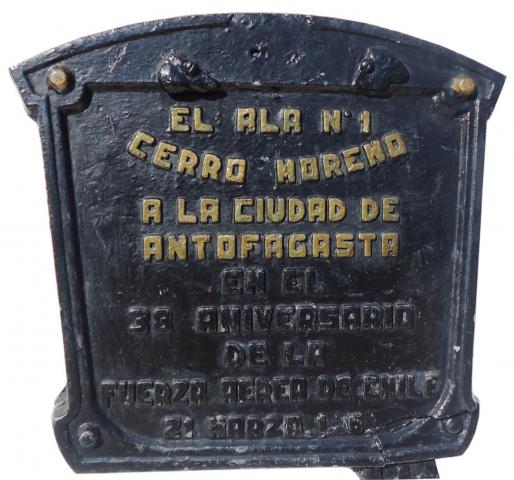 EL ALA N 1
CERRO MORENO
A LA CIUDAD DE
ANTOFAGASTA
EN EL
38 ANIVERSARIO
DE LA
FUERZA AEREA DE CHILE
21 MARZO